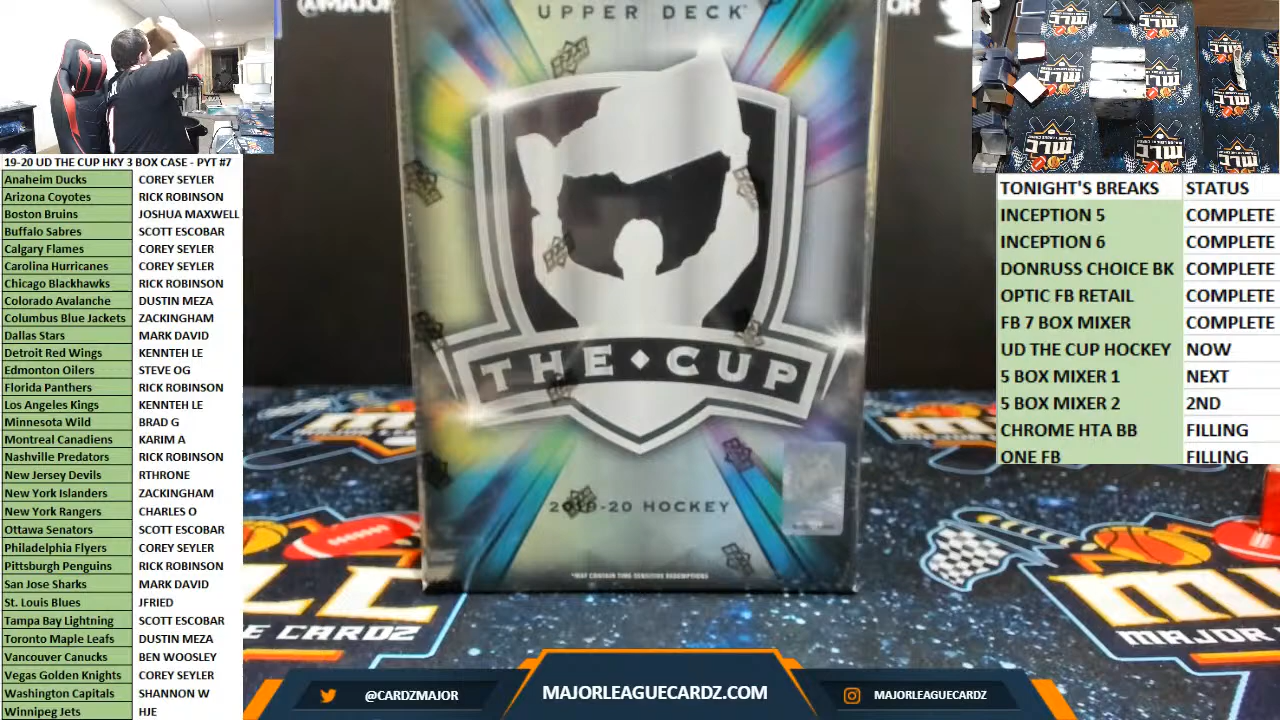 UPPER DECK
THE CUP
2019-20 HOCKEY
*MAY CONTAIN TIME-SENSITIVE REDEMPTIONS
19-20 UD THE CUP HKY 3 BOX CASE - PYT #7
Anaheim Ducks COREY SEYLER
Arizona Coyotes RICK ROBINSON
Boston Bruins JOSHUA MAXWELL
Buffalo Sabres SCOTT ESCOBAR
Calgary Flames COREY SEYLER
Carolina Hurricanes COREY SEYLER
Chicago Blackhawks RICK ROBINSON
Colorado Avalanche DUSTIN MEZA
Columbus Blue Jackets ZACKINGHAM
Dallas Stars MARK DAVID
Detroit Red Wings KENNTEH LE
Edmonton Oilers STEVE OG
Florida Panthers RICK ROBINSON
Los Angeles Kings KENNTEH LE
Minnesota Wild BRAD G
Montreal Canadiens KARIM A
Nashville Predators RICK ROBINSON
New Jersey Devils RTHRONE
New York Islanders ZACKINGHAM
New York Rangers CHARLES O
Ottawa Senators SCOTT ESCOBAR
Philadelphia Flyers COREY SEYLER
Pittsburgh Penguins RICK ROBINSON
San Jose Sharks MARK DAVID
St. Louis Blues JFRIED
Tampa Bay Lightning SCOTT ESCOBAR
Toronto Maple Leafs DUSTIN MEZA
Vancouver Canucks BEN WOOSLEY
Vegas Golden Knights COREY SEYLER
Washington Capitals SHANNON W
Winnipeg Jets HJE
TONIGHT'S BREAKS STATUS
INCEPTION 5 COMPLETE
INCEPTION 6 COMPLETE
DONRUSS CHOICE BK COMPLETE
OPTIC FB RETAIL COMPLETE
FB 7 BOX MIXER COMPLETE
UD THE CUP HOCKEY NOW
5 BOX MIXER 1 NEXT
5 BOX MIXER 2 2ND
CHROME HTA BB FILLING
ONE FB FILLING
@CARDZMAJOR
MAJORLEAGUECARDZ.COM
MAJORLEAGUECARDZ